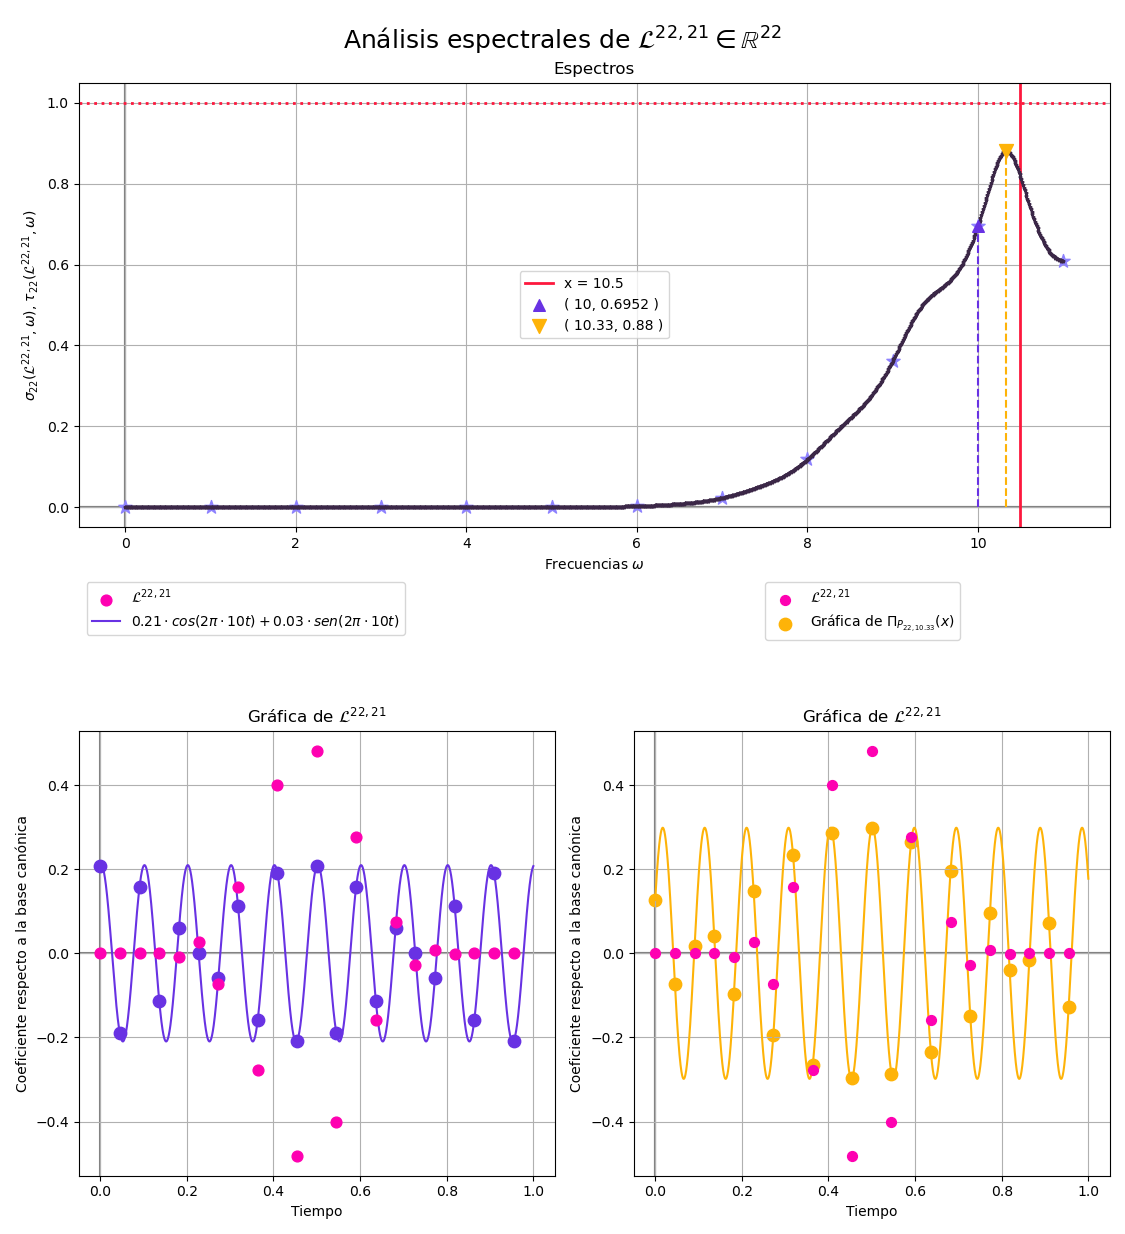 Análisis espectrales de 𝓛^{22,21} ∈ ℝ^{22}
Espectros
σ_{22}(𝓛^{22,21}, ω), τ_{22}(𝓛^{22,21}, ω)
1.0
0.8
0.6
0.4
0.2
0.0
x = 10.5
( 10, 0.6952 )
( 10.33, 0.88 )
0 2 4 6 8 10
Frecuencias ω
𝓛^{22,21}
0.21 · cos(2π · 10t) + 0.03 · sen(2π · 10t)
𝓛^{22,21}
Gráfica de Π_{P_{22,10.33}}(x)
Gráfica de 𝓛^{22,21}
Coeficiente respecto a la base canónica
0.4
0.2
0.0
−0.2
−0.4
0.0 0.2 0.4 0.6 0.8 1.0
Tiempo
Gráfica de 𝓛^{22,21}
Coeficiente respecto a la base canónica
0.4
0.2
0.0
−0.2
−0.4
0.0 0.2 0.4 0.6 0.8 1.0
Tiempo